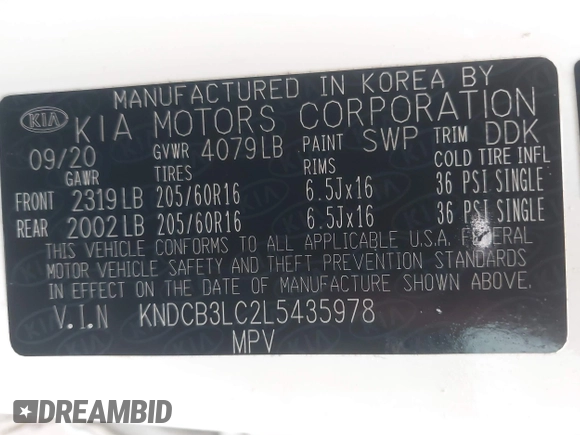 MANUFACTURED IN KOREA BY
KIA KIA MOTORS CORPORATION
09/20 GVWR 4079LB PAINT SWP TRIM DDK
GAWR TIRES RIMS COLD TIRE INFL
FRONT 2319LB 205/60R16 6.5Jx16 36 PSI SINGLE
REAR 2002LB 205/60R16 6.5Jx16 36 PSI SINGLE
THIS VEHICLE CONFORMS TO ALL APPLICABLE U.S.A. FEDERAL
MOTOR VEHICLE SAFETY AND THEFT PREVENTION STANDARDS
IN EFFECT ON THE DATE OF MANUFACTURE SHOWN ABOVE.
V.I.N KNDCB3LC2L5435978
MPV
DREAMBID